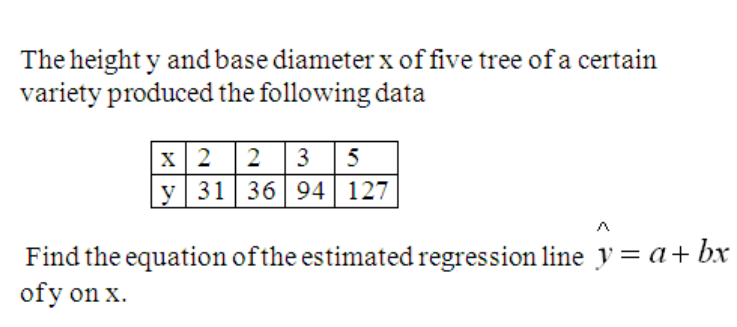 The height y and base diameter x of five tree of a certain
variety produced the following data
x 2 2 3 5
y 31 36 94 127
Find the equation of the estimated regression line ŷ = a + bx
of y on x.